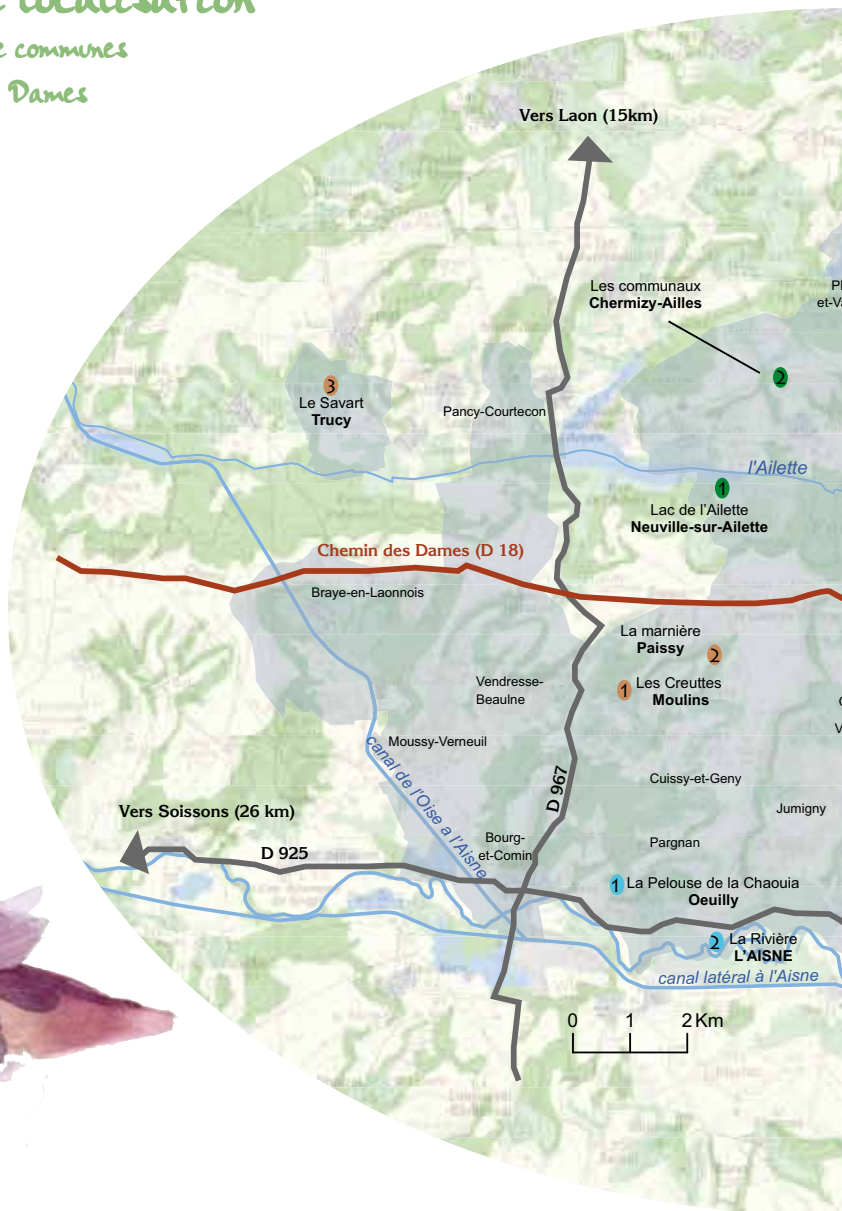 localisation
communes
Dames
Vers Laon (15km)
Les communaux
Chermizy-Ailles
2
3
Le Savart
Trucy
Pancy-Courtecon
l'Ailette
1
Lac de l'Ailette
Neuville-sur-Ailette
Chemin des Dames (D 18)
Braye-en-Laonnois
La marnière
Paissy
2
1
Les Creuttes
Moulins
Vendresse-
Beaulne
Moussy-Verneuil
canal de l'Oise a l'Aisne
D 967
Cuissy-et-Geny
Jumigny
Vers Soissons (26 km)
D 925
Bourg-
et-Comin
Pargnan
1
La Pelouse de la Chaouia
Oeuilly
2
La Rivière
L'AISNE
canal latéral à l'Aisne
0 1 2 Km